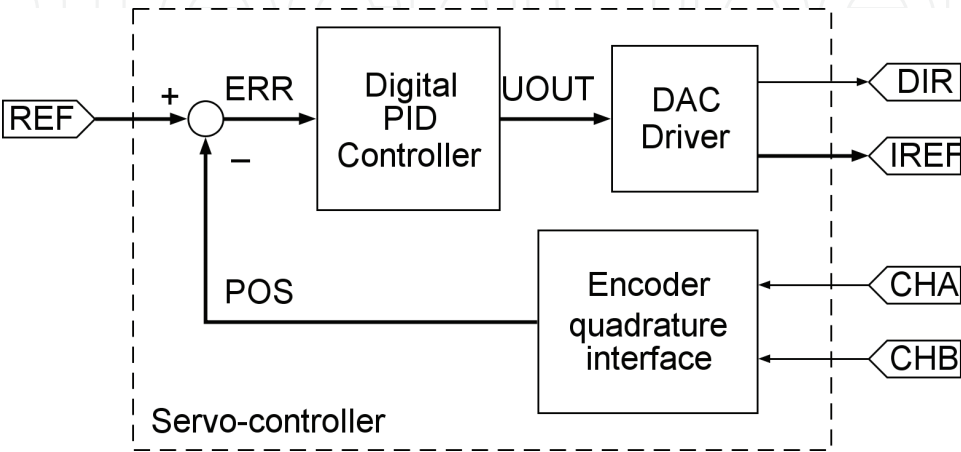 REF
+
ERR
−
Digital
PID
Controller
UOUT
DAC
Driver
DIR
IREF
POS
Encoder
quadrature
interface
CHA
CHB
Servo-controller